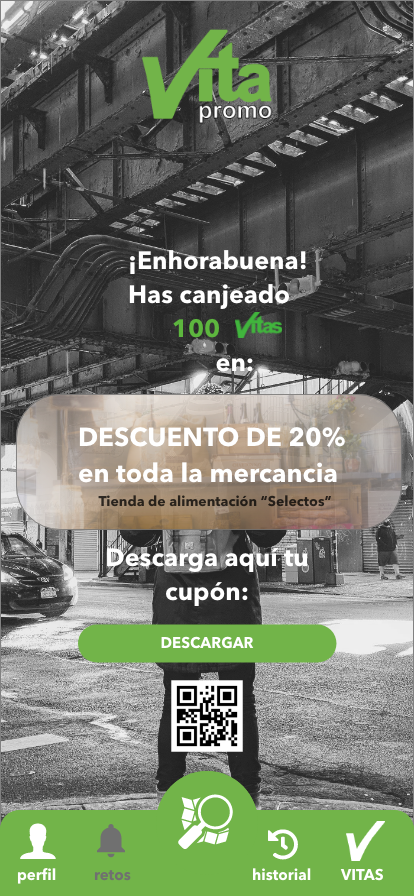 Vita
promo
¡Enhorabuena!
Has canjeado
100 Vitas
en:
DESCUENTO DE 20%
en toda la mercancia
Tienda de alimentación “Selectos”
Descarga aquí tu
cupón:
DESCARGAR
perfil retos historial VITAS